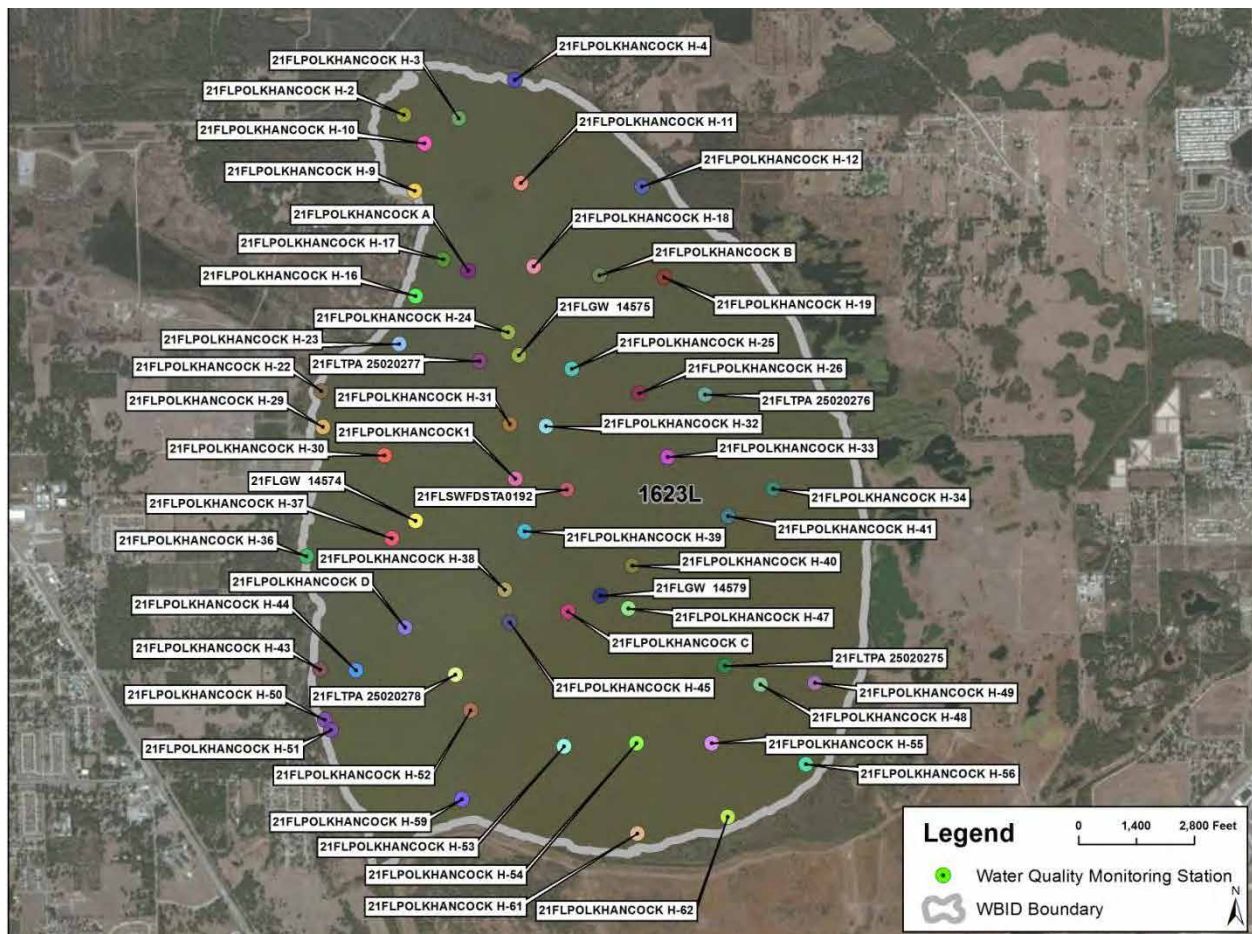 21FLPOLKHANCOCK H-4
21FLPOLKHANCOCK H-3
21FLPOLKHANCOCK H-2
21FLPOLKHANCOCK H-10
21FLPOLKHANCOCK H-11
21FLPOLKHANCOCK H-12
21FLPOLKHANCOCK H-9
21FLPOLKHANCOCK A
21FLPOLKHANCOCK H-18
21FLPOLKHANCOCK H-17
21FLPOLKHANCOCK B
21FLPOLKHANCOCK H-16
21FLPOLKHANCOCK H-19
21FLGW 14575
21FLPOLKHANCOCK H-24
21FLPOLKHANCOCK H-23
21FLPOLKHANCOCK H-25
21FLTPA 25020277
21FLPOLKHANCOCK H-22
21FLPOLKHANCOCK H-26
21FLPOLKHANCOCK H-31
21FLTPA 25020276
21FLPOLKHANCOCK H-29
21FLPOLKHANCOCK H-32
21FLPOLKHANCOCK1
21FLPOLKHANCOCK H-33
21FLPOLKHANCOCK H-30
21FLGW 14574
21FLSWFDSTA0192
1623L
21FLPOLKHANCOCK H-34
21FLPOLKHANCOCK H-37
21FLPOLKHANCOCK H-41
21FLPOLKHANCOCK H-39
21FLPOLKHANCOCK H-36
21FLPOLKHANCOCK H-38
21FLPOLKHANCOCK H-40
21FLPOLKHANCOCK D
21FLGW 14579
21FLPOLKHANCOCK H-44
21FLPOLKHANCOCK H-47
21FLPOLKHANCOCK C
21FLPOLKHANCOCK H-43
21FLTPA 25020275
21FLPOLKHANCOCK H-50
21FLTPA 25020278
21FLPOLKHANCOCK H-45
21FLPOLKHANCOCK H-49
21FLPOLKHANCOCK H-48
21FLPOLKHANCOCK H-51
21FLPOLKHANCOCK H-55
21FLPOLKHANCOCK H-52
21FLPOLKHANCOCK H-56
21FLPOLKHANCOCK H-59
21FLPOLKHANCOCK H-53
21FLPOLKHANCOCK H-54
21FLPOLKHANCOCK H-61
21FLPOLKHANCOCK H-62
Legend
0 1,400 2,800 Feet
Water Quality Monitoring Station
WBID Boundary
N